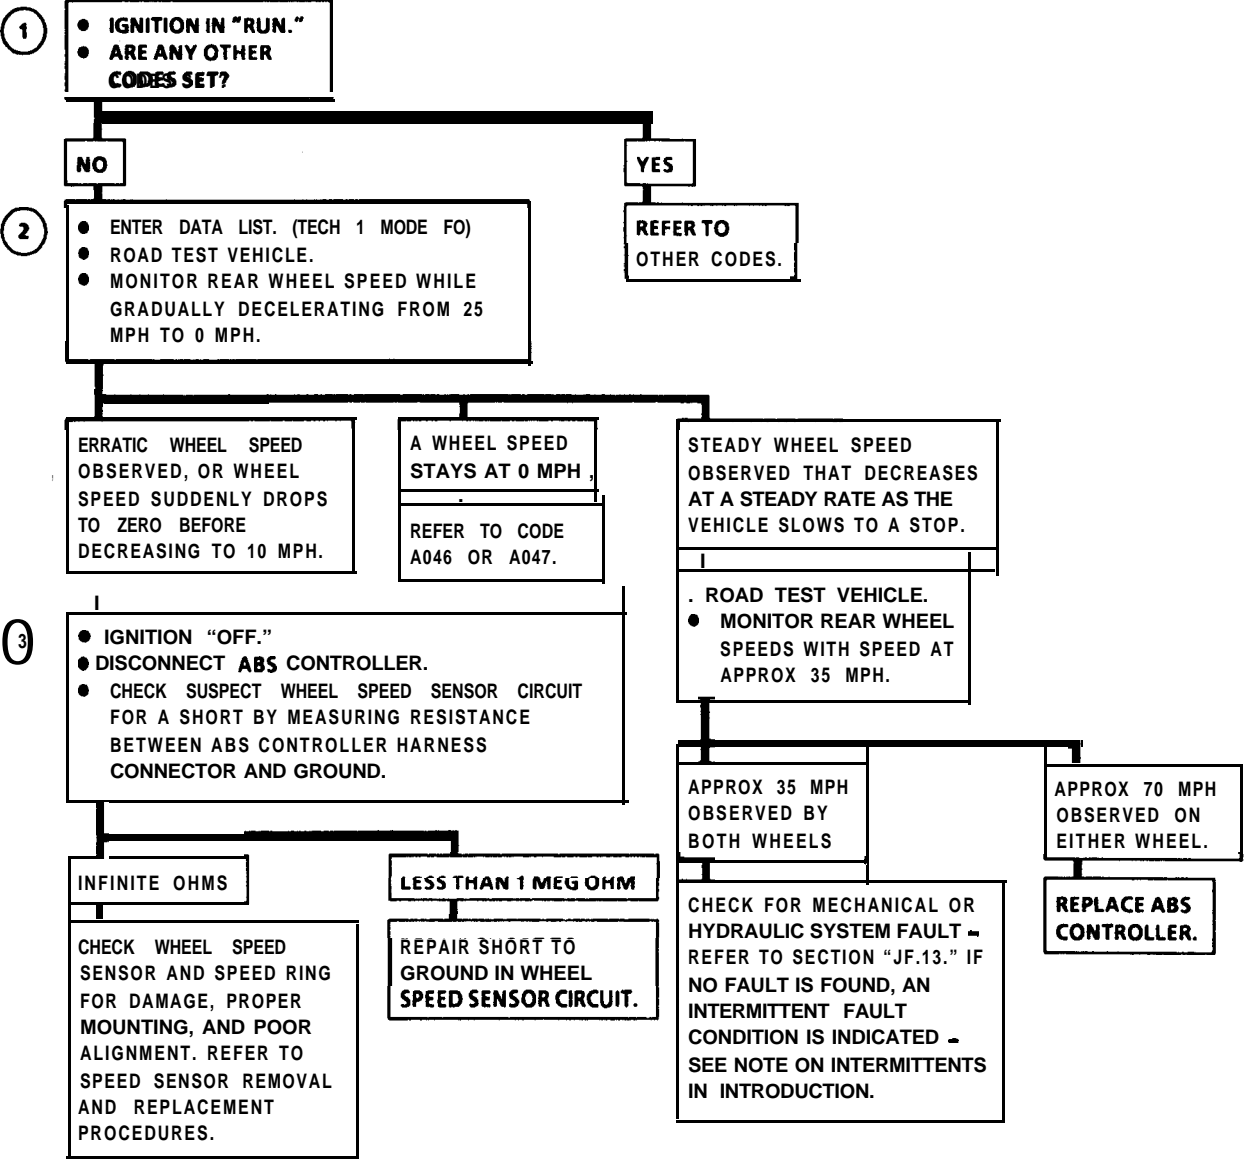 1
● IGNITION IN "RUN."
● ARE ANY OTHER
CODES SET?
NO
YES
2
● ENTER DATA LIST. (TECH 1 MODE FO)
● ROAD TEST VEHICLE.
● MONITOR REAR WHEEL SPEED WHILE
GRADUALLY DECELERATING FROM 25
MPH TO 0 MPH.
REFER TO
OTHER CODES.
ERRATIC WHEEL SPEED
OBSERVED, OR WHEEL
SPEED SUDDENLY DROPS
TO ZERO BEFORE
DECREASING TO 10 MPH.
A WHEEL SPEED
STAYS AT 0 MPH ,
REFER TO CODE
A046 OR A047.
STEADY WHEEL SPEED
OBSERVED THAT DECREASES
AT A STEADY RATE AS THE
VEHICLE SLOWS TO A STOP.
. ROAD TEST VEHICLE.
● MONITOR REAR WHEEL
SPEEDS WITH SPEED AT
APPROX 35 MPH.
3
● IGNITION “OFF.”
● DISCONNECT ABS CONTROLLER.
● CHECK SUSPECT WHEEL SPEED SENSOR CIRCUIT
FOR A SHORT BY MEASURING RESISTANCE
BETWEEN ABS CONTROLLER HARNESS
CONNECTOR AND GROUND.
APPROX 35 MPH
OBSERVED BY
BOTH WHEELS
APPROX 70 MPH
OBSERVED ON
EITHER WHEEL.
INFINITE OHMS
LESS THAN 1 MEG OHM
CHECK WHEEL SPEED
SENSOR AND SPEED RING
FOR DAMAGE, PROPER
MOUNTING, AND POOR
ALIGNMENT. REFER TO
SPEED SENSOR REMOVAL
AND REPLACEMENT
PROCEDURES.
REPAIR SHORT TO
GROUND IN WHEEL
SPEED SENSOR CIRCUIT.
CHECK FOR MECHANICAL OR
HYDRAULIC SYSTEM FAULT -
REFER TO SECTION “JF.13.” IF
NO FAULT IS FOUND, AN
INTERMITTENT FAULT
CONDITION IS INDICATED -
SEE NOTE ON INTERMITTENTS
IN INTRODUCTION.
REPLACE ABS
CONTROLLER.